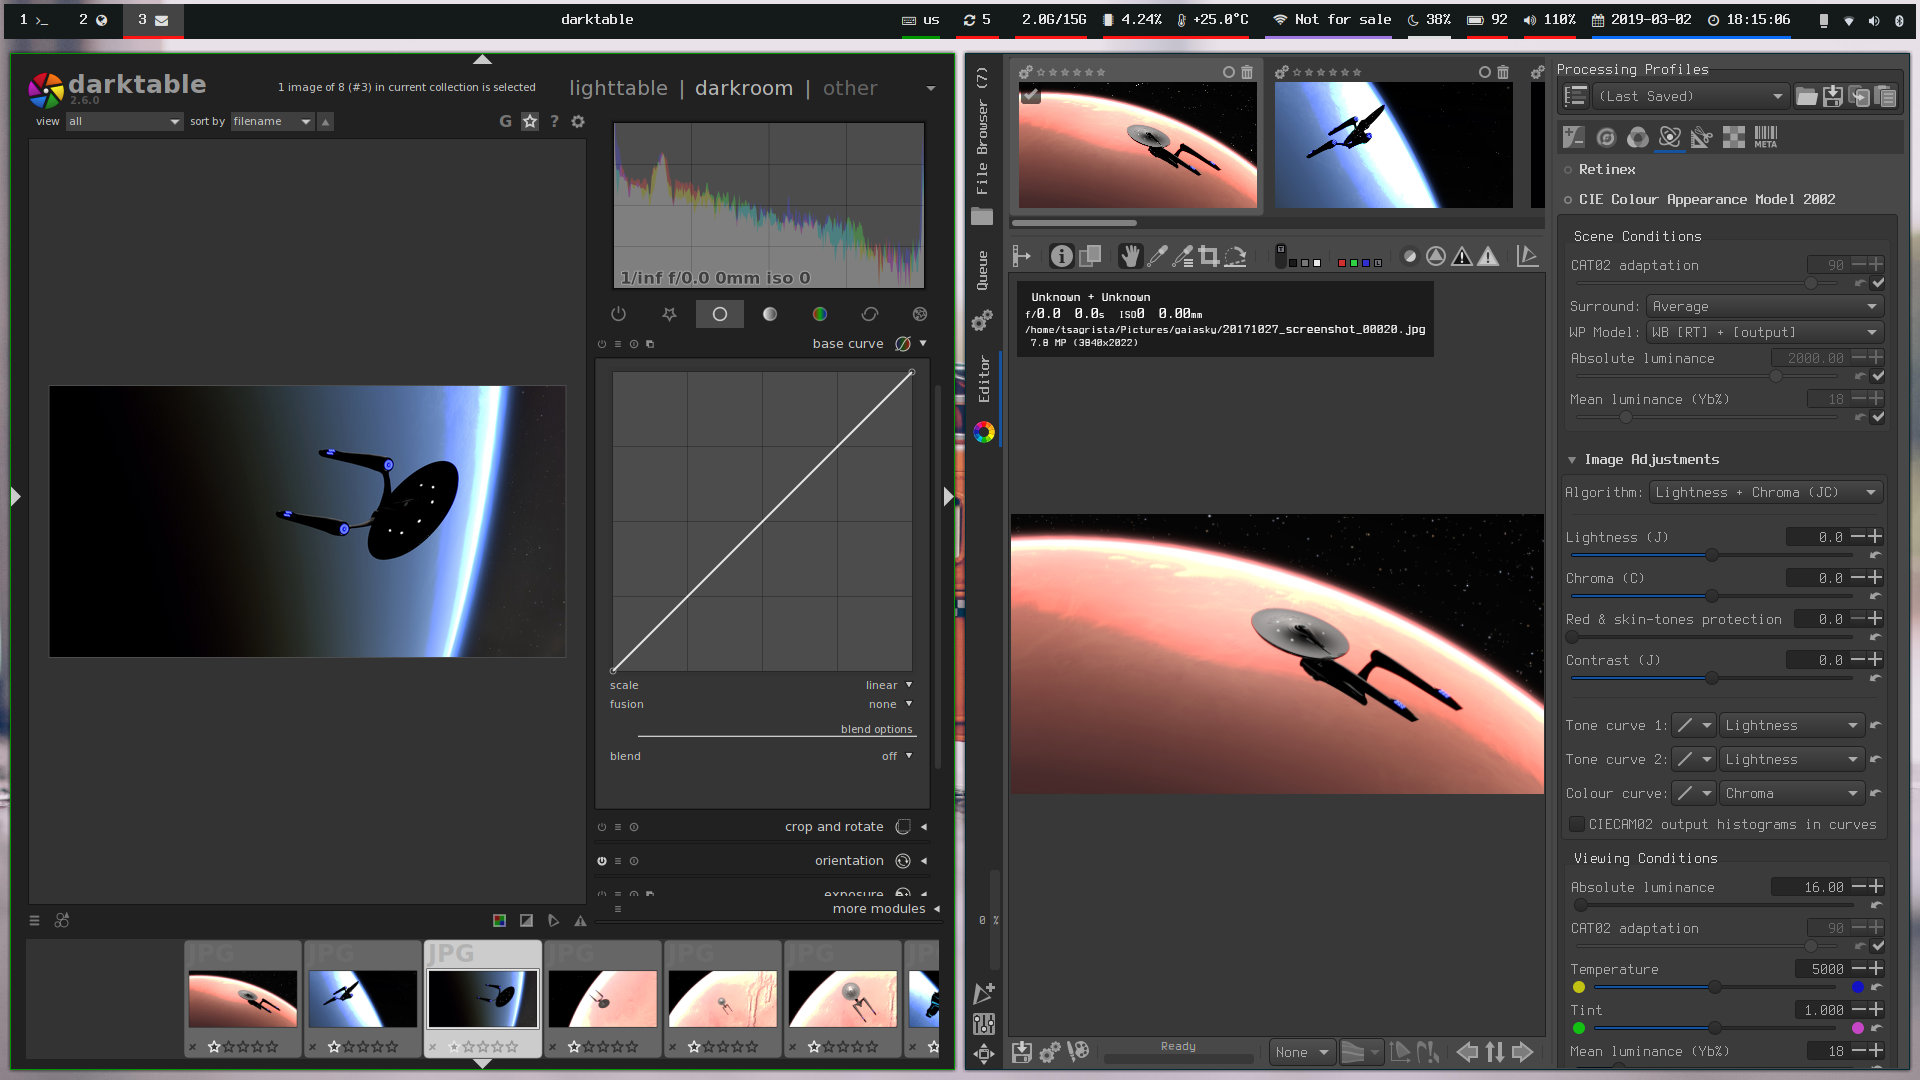 1 >_
2
3
darktable
us
5
2.0G/15G
4.24%
+25.0°C
Not for sale
38%
92
110%
2019-03-02
18:15:06
darktable
2.6.0
1 image of 8 (#3) in current collection is selected
lighttable | darkroom | other
view all
sort by filename
G
?
1/inf f/0.0 0mm iso 0
base curve
scale linear
fusion none
blend options
blend off
crop and rotate
orientation
exposure
more modules
JPG JPG JPG JPG JPG JPG JPG
File Browser (7)
Queue
Editor
0 %
Unknown + Unknown
f/0.0 0.0s ISO0 0.00mm
/home/tsagrista/Pictures/gaiasky/20171027_screenshot_00020.jpg
7.8 MP (3840x2022)
Ready
None
Processing Profiles
(Last Saved)
META
Retinex
CIE Colour Appearance Model 2002
Scene Conditions
CAT02 adaptation 90
Surround: Average
WP Model: WB [RT] + [output]
Absolute luminance 2000.00
Mean luminance (Yb%) 18
Image Adjustments
Algorithm: Lightness + Chroma (JC)
Lightness (J) 0.0
Chroma (C) 0.0
Red & skin-tones protection 0.0
Contrast (J) 0.0
Tone curve 1: Lightness
Tone curve 2: Lightness
Colour curve: Chroma
CIECAM02 output histograms in curves
Viewing Conditions
Absolute luminance 16.00
CAT02 adaptation 90
Temperature 5000
Tint 1.000
Mean luminance (Yb%) 18